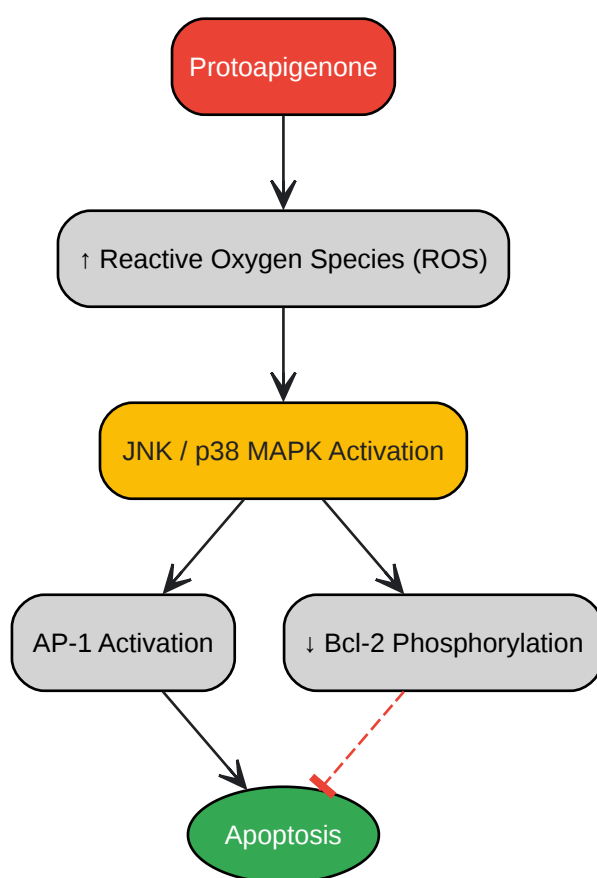 Protoapigenone
↑ Reactive Oxygen Species (ROS)
JNK / p38 MAPK Activation
AP-1 Activation
↓ Bcl-2 Phosphorylation
Apoptosis